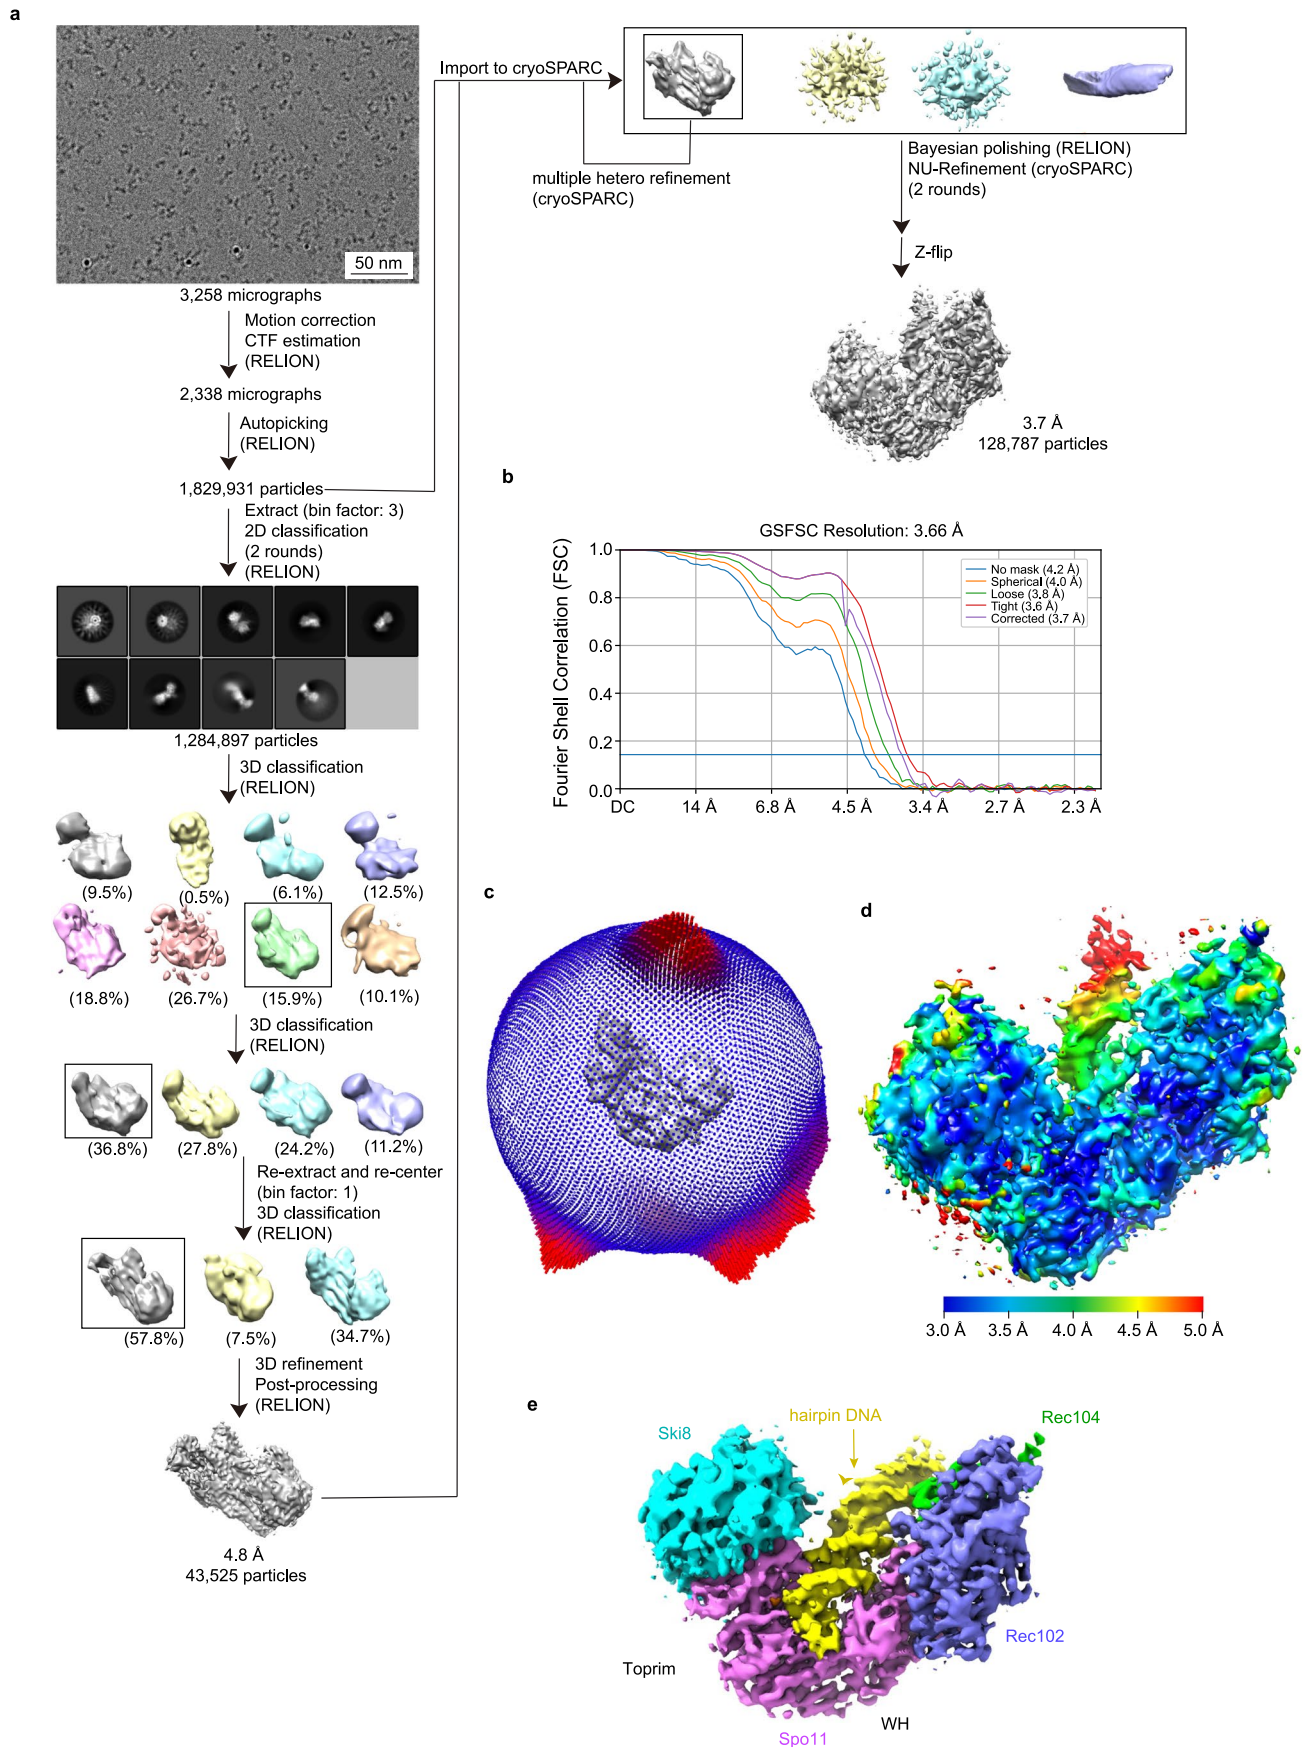 a
50 nm
3,258 micrographs
Motion correction
CTF estimation
(RELION)
2,338 micrographs
Autopicking
(RELION)
1,829,931 particles
Extract (bin factor: 3)
2D classification
(2 rounds)
(RELION)
1,284,897 particles
3D classification
(RELION)
(9.5%)
(0.5%)
(6.1%)
(12.5%)
(18.8%)
(26.7%)
(15.9%)
(10.1%)
3D classification
(RELION)
(36.8%)
(27.8%)
(24.2%)
(11.2%)
Re-extract and re-center
(bin factor: 1)
3D classification
(RELION)
(57.8%)
(7.5%)
(34.7%)
3D refinement
Post-processing
(RELION)
4.8 Å
43,525 particles
Import to cryoSPARC
multiple hetero refinement
(cryoSPARC)
Bayesian polishing (RELION)
NU-Refinement (cryoSPARC)
(2 rounds)
Z-flip
3.7 Å
128,787 particles
b
GSFSC Resolution: 3.66 Å
Fourier Shell Correlation (FSC)
1.0
0.8
0.6
0.4
0.2
0.0
DC
14 Å
6.8 Å
4.5 Å
3.4 Å
2.7 Å
2.3 Å
No mask (4.2 Å)
Spherical (4.0 Å)
Loose (3.8 Å)
Tight (3.6 Å)
Corrected (3.7 Å)
c
d
3.0 Å
3.5 Å
4.0 Å
4.5 Å
5.0 Å
e
hairpin DNA
Rec104
Ski8
Rec102
Toprim
WH
Spo11